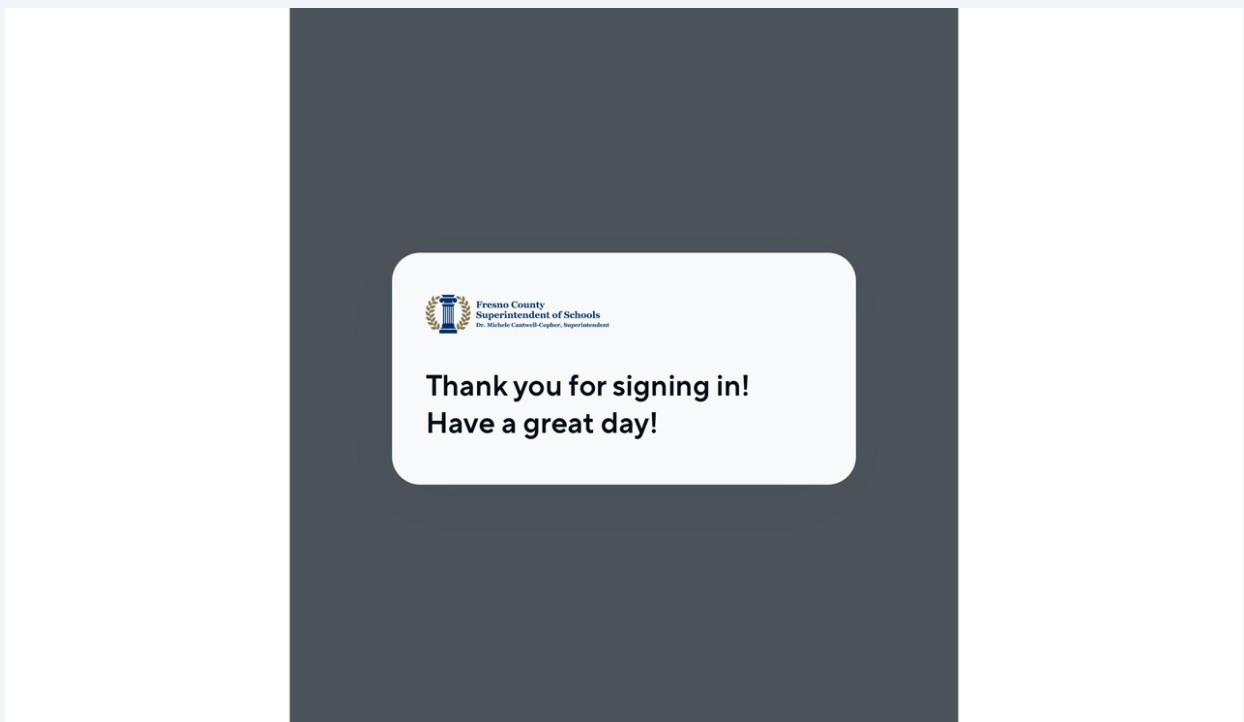 Fresno County
Superintendent of Schools
Dr. Michele Cantwell-Copher, Superintendent
Thank you for signing in!
Have a great day!